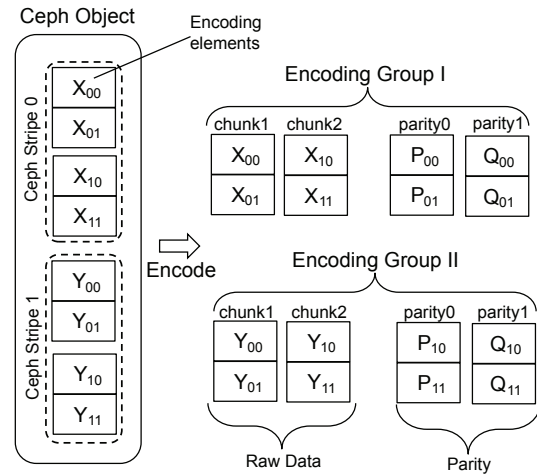 Ceph Object
Encoding
elements
Ceph Stripe 0
X00
X01
X10
X11
Ceph Stripe 1
Y00
Y01
Y10
Y11
Encode
Encoding Group I
chunk1 chunk2 parity0 parity1
X00 X10 P00 Q00
X01 X11 P01 Q01
Encoding Group II
chunk1 chunk2 parity0 parity1
Y00 Y10 P10 Q10
Y01 Y11 P11 Q11
Raw Data Parity